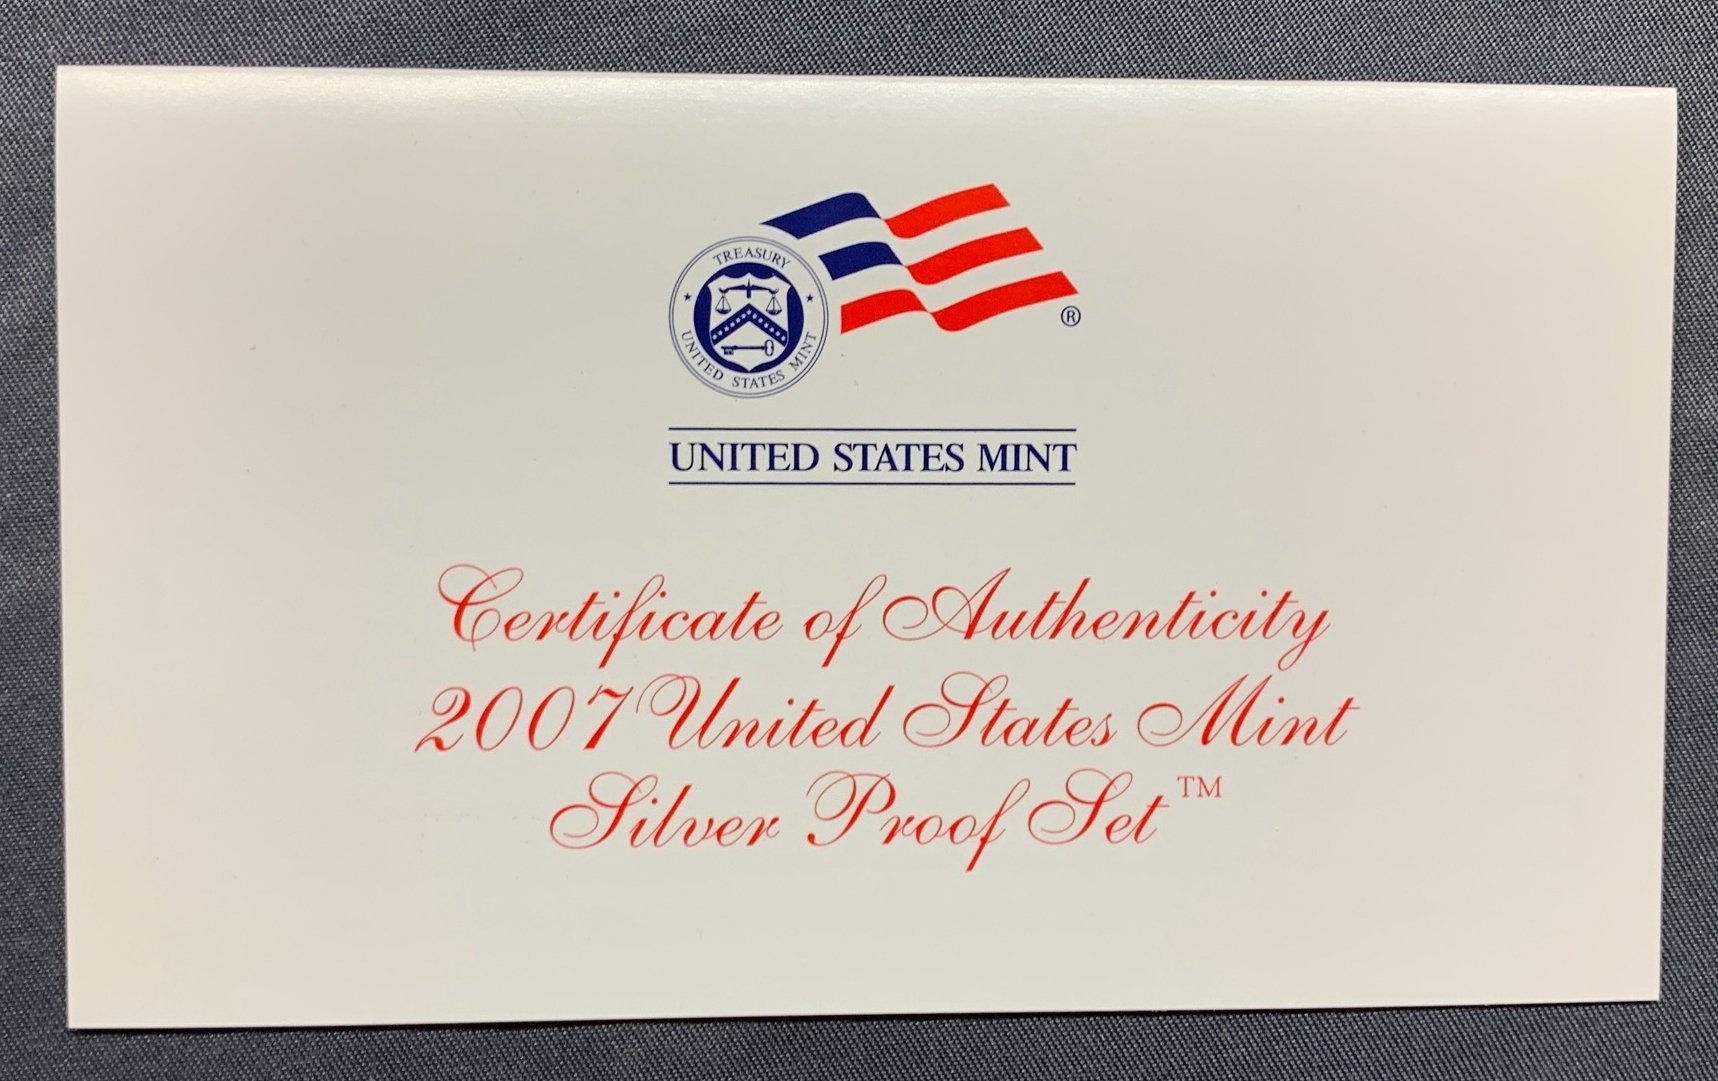 TREASURY
UNITED STATES MINT
®
UNITED STATES MINT
Certificate of Authenticity
2007 United States Mint
Silver Proof Set™